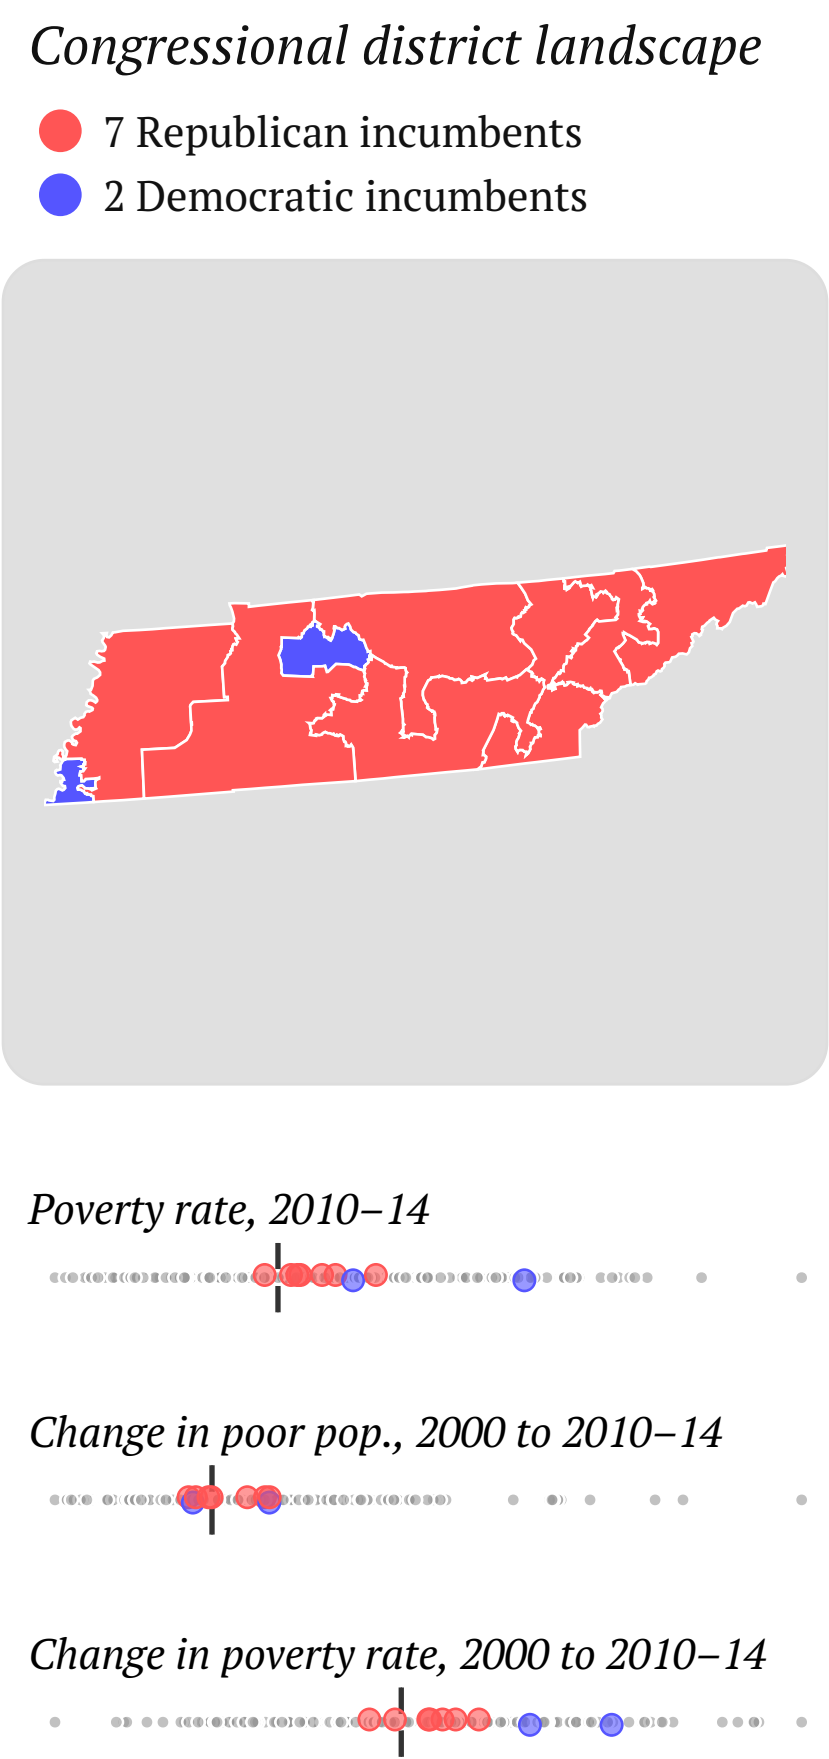 Congressional district landscape
7 Republican incumbents
2 Democratic incumbents
Poverty rate, 2010–14
Change in poor pop., 2000 to 2010–14
Change in poverty rate, 2000 to 2010–14